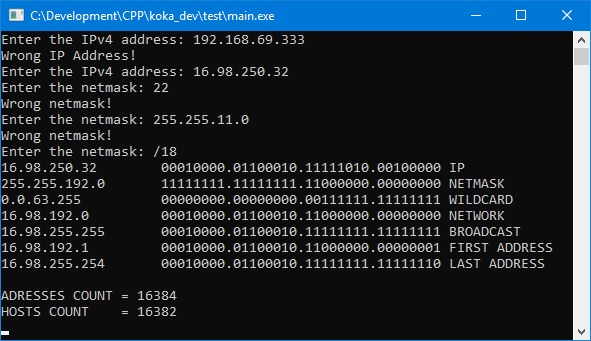 C:\Development\CPP\koka_dev\test\main.exe
Enter the IPv4 address: 192.168.69.333
Wrong IP Address!
Enter the IPv4 address: 16.98.250.32
Enter the netmask: 22
Wrong netmask!
Enter the netmask: 255.255.11.0
Wrong netmask!
Enter the netmask: /18
16.98.250.32        00010000.01100010.11111010.00100000 IP
255.255.192.0       11111111.11111111.11000000.00000000 NETMASK
0.0.63.255          00000000.00000000.00111111.11111111 WILDCARD
16.98.192.0         00010000.01100010.11000000.00000000 NETWORK
16.98.255.255       00010000.01100010.11111111.11111111 BROADCAST
16.98.192.1         00010000.01100010.11000000.00000001 FIRST ADDRESS
16.98.255.254       00010000.01100010.11111111.11111110 LAST ADDRESS
ADRESSES COUNT = 16384
HOSTS COUNT    = 16382